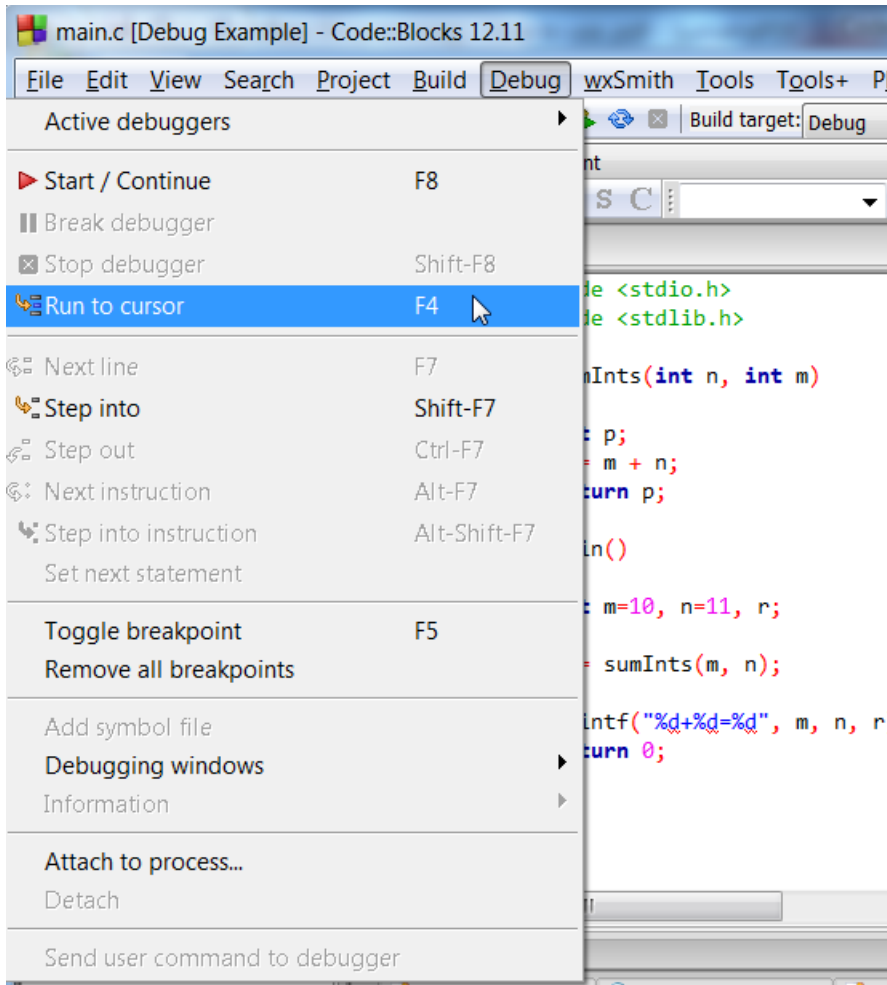 main.c [Debug Example] - Code::Blocks 12.11
File Edit View Search Project Build Debug wxSmith Tools Tools+ P
Active debuggers
Build target: Debug
Start / Continue F8
nt
Break debugger
S C
Stop debugger Shift-F8
Run to cursor F4
de <stdio.h>
de <stdlib.h>
Next line F7
mInts(int n, int m)
Step into Shift-F7
t p;
Step out Ctrl-F7
= m + n;
Next instruction Alt-F7
turn p;
Step into instruction Alt-Shift-F7
in()
Set next statement
t m=10, n=11, r;
Toggle breakpoint F5
Remove all breakpoints
= sumInts(m, n);
Add symbol file
intf("%d+%d=%d", m, n, r
Debugging windows
turn 0;
Information
Attach to process...
Detach
Send user command to debugger